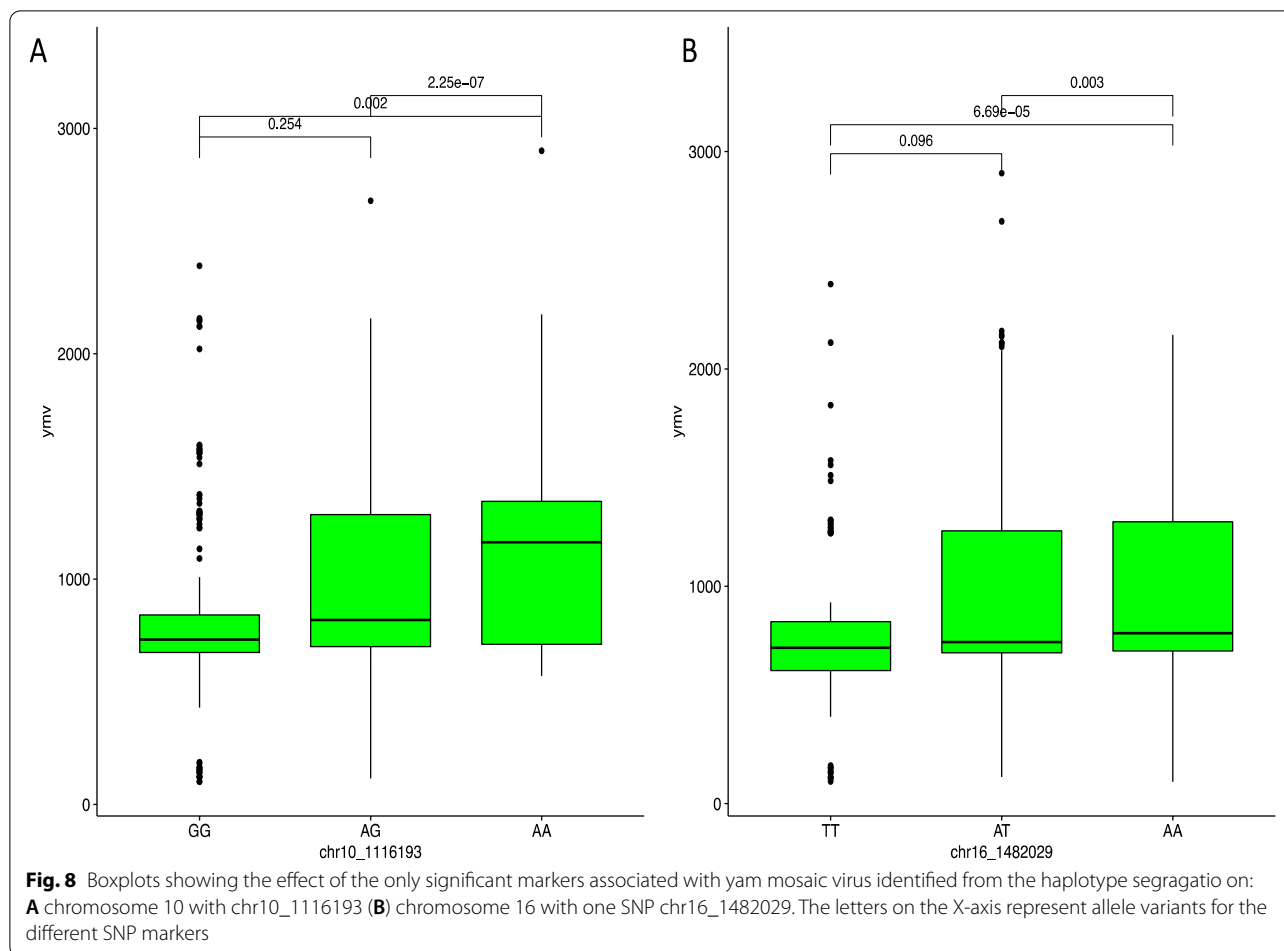 A
2.25e−07
0.002
0.254
3000
2000
1000
0
ymv
GG AG AA
chr10_1116193
B
0.003
6.69e−05
0.096
3000
2000
1000
0
ymv
TT AT AA
chr16_1482029
Fig. 8 Boxplots showing the effect of the only significant markers associated with yam mosaic virus identified from the haplotype segragatio on:
A chromosome 10 with chr10_1116193 (B) chromosome 16 with one SNP chr16_1482029. The letters on the X-axis represent allele variants for the
different SNP markers